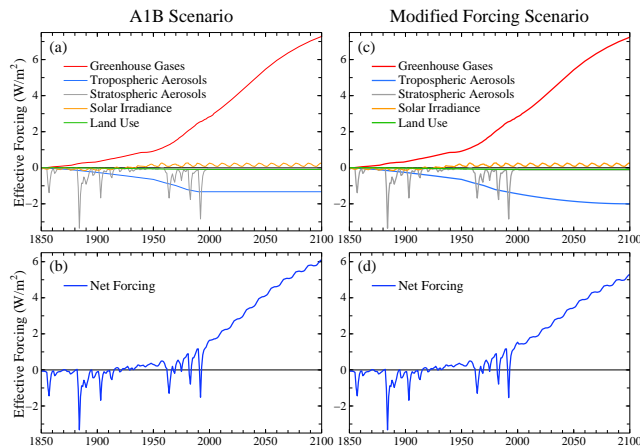 A1B Scenario
Modified Forcing Scenario
(a)
Greenhouse Gases
Tropospheric Aerosols
Stratospheric Aerosols
Solar Irradiance
Land Use
Effective Forcing (W/m²)
6
4
2
0
−2
1850 1900 1950 2000 2050 2100
(c)
Greenhouse Gases
Tropospheric Aerosols
Stratospheric Aerosols
Solar Irradiance
Land Use
6
4
2
0
−2
1850 1900 1950 2000 2050 2100
(b)
Net Forcing
Effective Forcing (W/m²)
6
4
2
0
−2
1850 1900 1950 2000 2050 2100
(d)
Net Forcing
6
4
2
0
−2
1850 1900 1950 2000 2050 2100